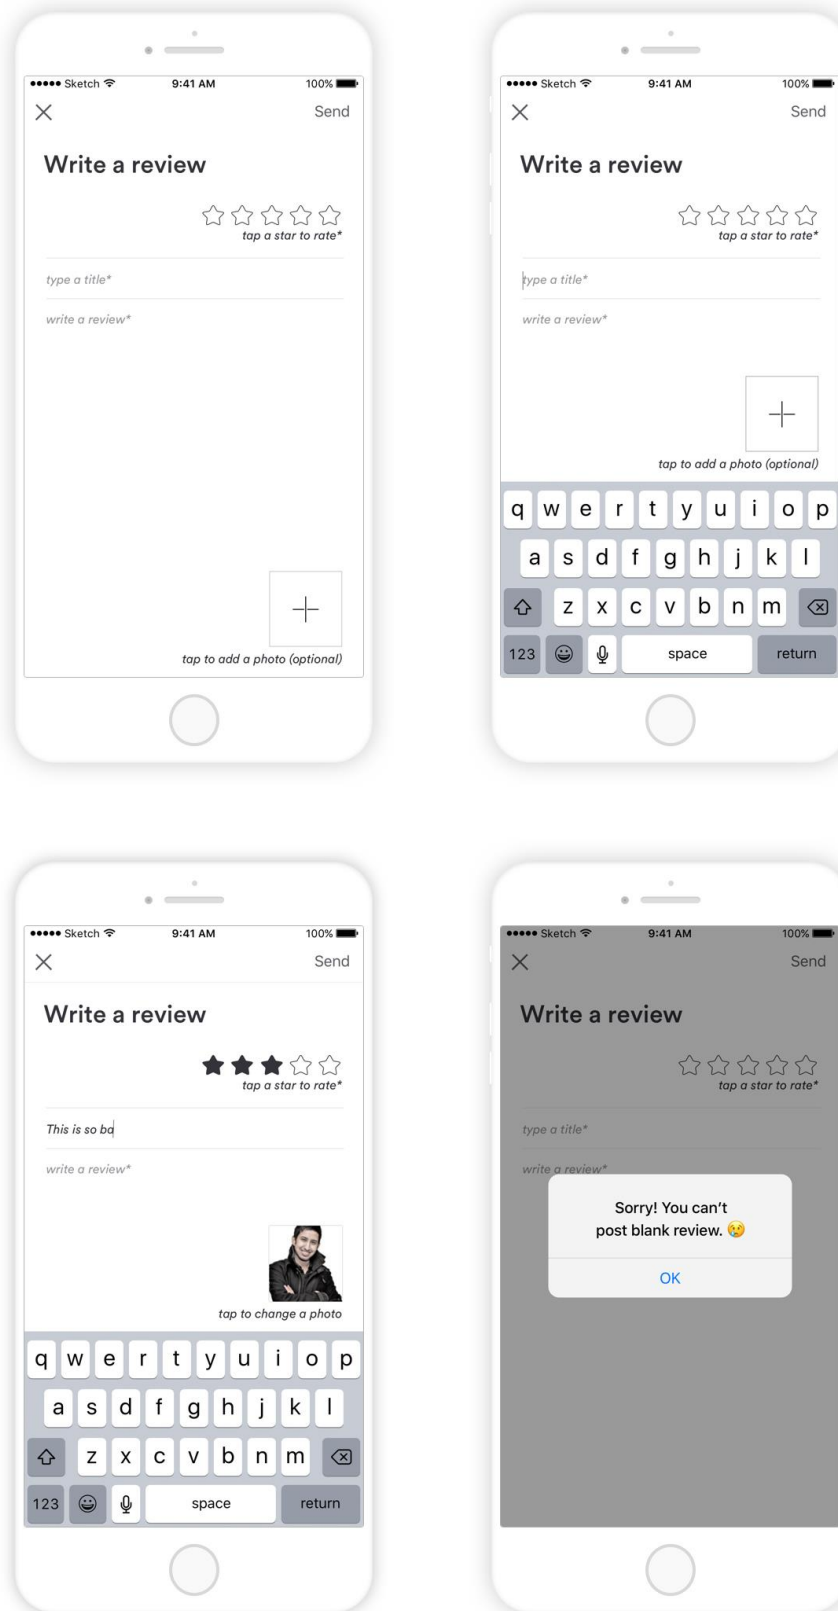 ●●●●● Sketch 9:41 AM 100%
Send
Write a review
tap a star to rate*
type a title*
write a review*
tap to add a photo (optional)
●●●●● Sketch 9:41 AM 100%
Send
Write a review
tap a star to rate*
type a title*
write a review*
tap to add a photo (optional)
q w e r t y u i o p
a s d f g h j k l
z x c v b n m
123 space return
●●●●● Sketch 9:41 AM 100%
Send
Write a review
tap a star to rate*
This is so ba
write a review*
tap to change a photo
q w e r t y u i o p
a s d f g h j k l
z x c v b n m
123 space return
●●●●● Sketch 9:41 AM 100%
Send
Write a review
tap a star to rate*
type a title*
write a review*
Sorry! You can’t
post blank review. 😢
OK